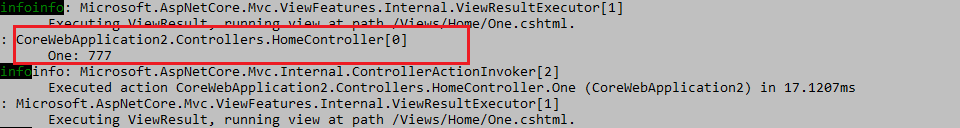 infoinfo: Microsoft.AspNetCore.Mvc.ViewFeatures.Internal.ViewResultExecutor[1]
Executing ViewResult, running view at path /Views/Home/One.cshtml.
: CoreWebApplication2.Controllers.HomeController[0]
One: 777
infoinfo: Microsoft.AspNetCore.Mvc.Internal.ControllerActionInvoker[2]
Executed action CoreWebApplication2.Controllers.HomeController.One (CoreWebApplication2) in 17.1207ms
: Microsoft.AspNetCore.Mvc.ViewFeatures.Internal.ViewResultExecutor[1]
Executing ViewResult, running view at path /Views/Home/One.cshtml.